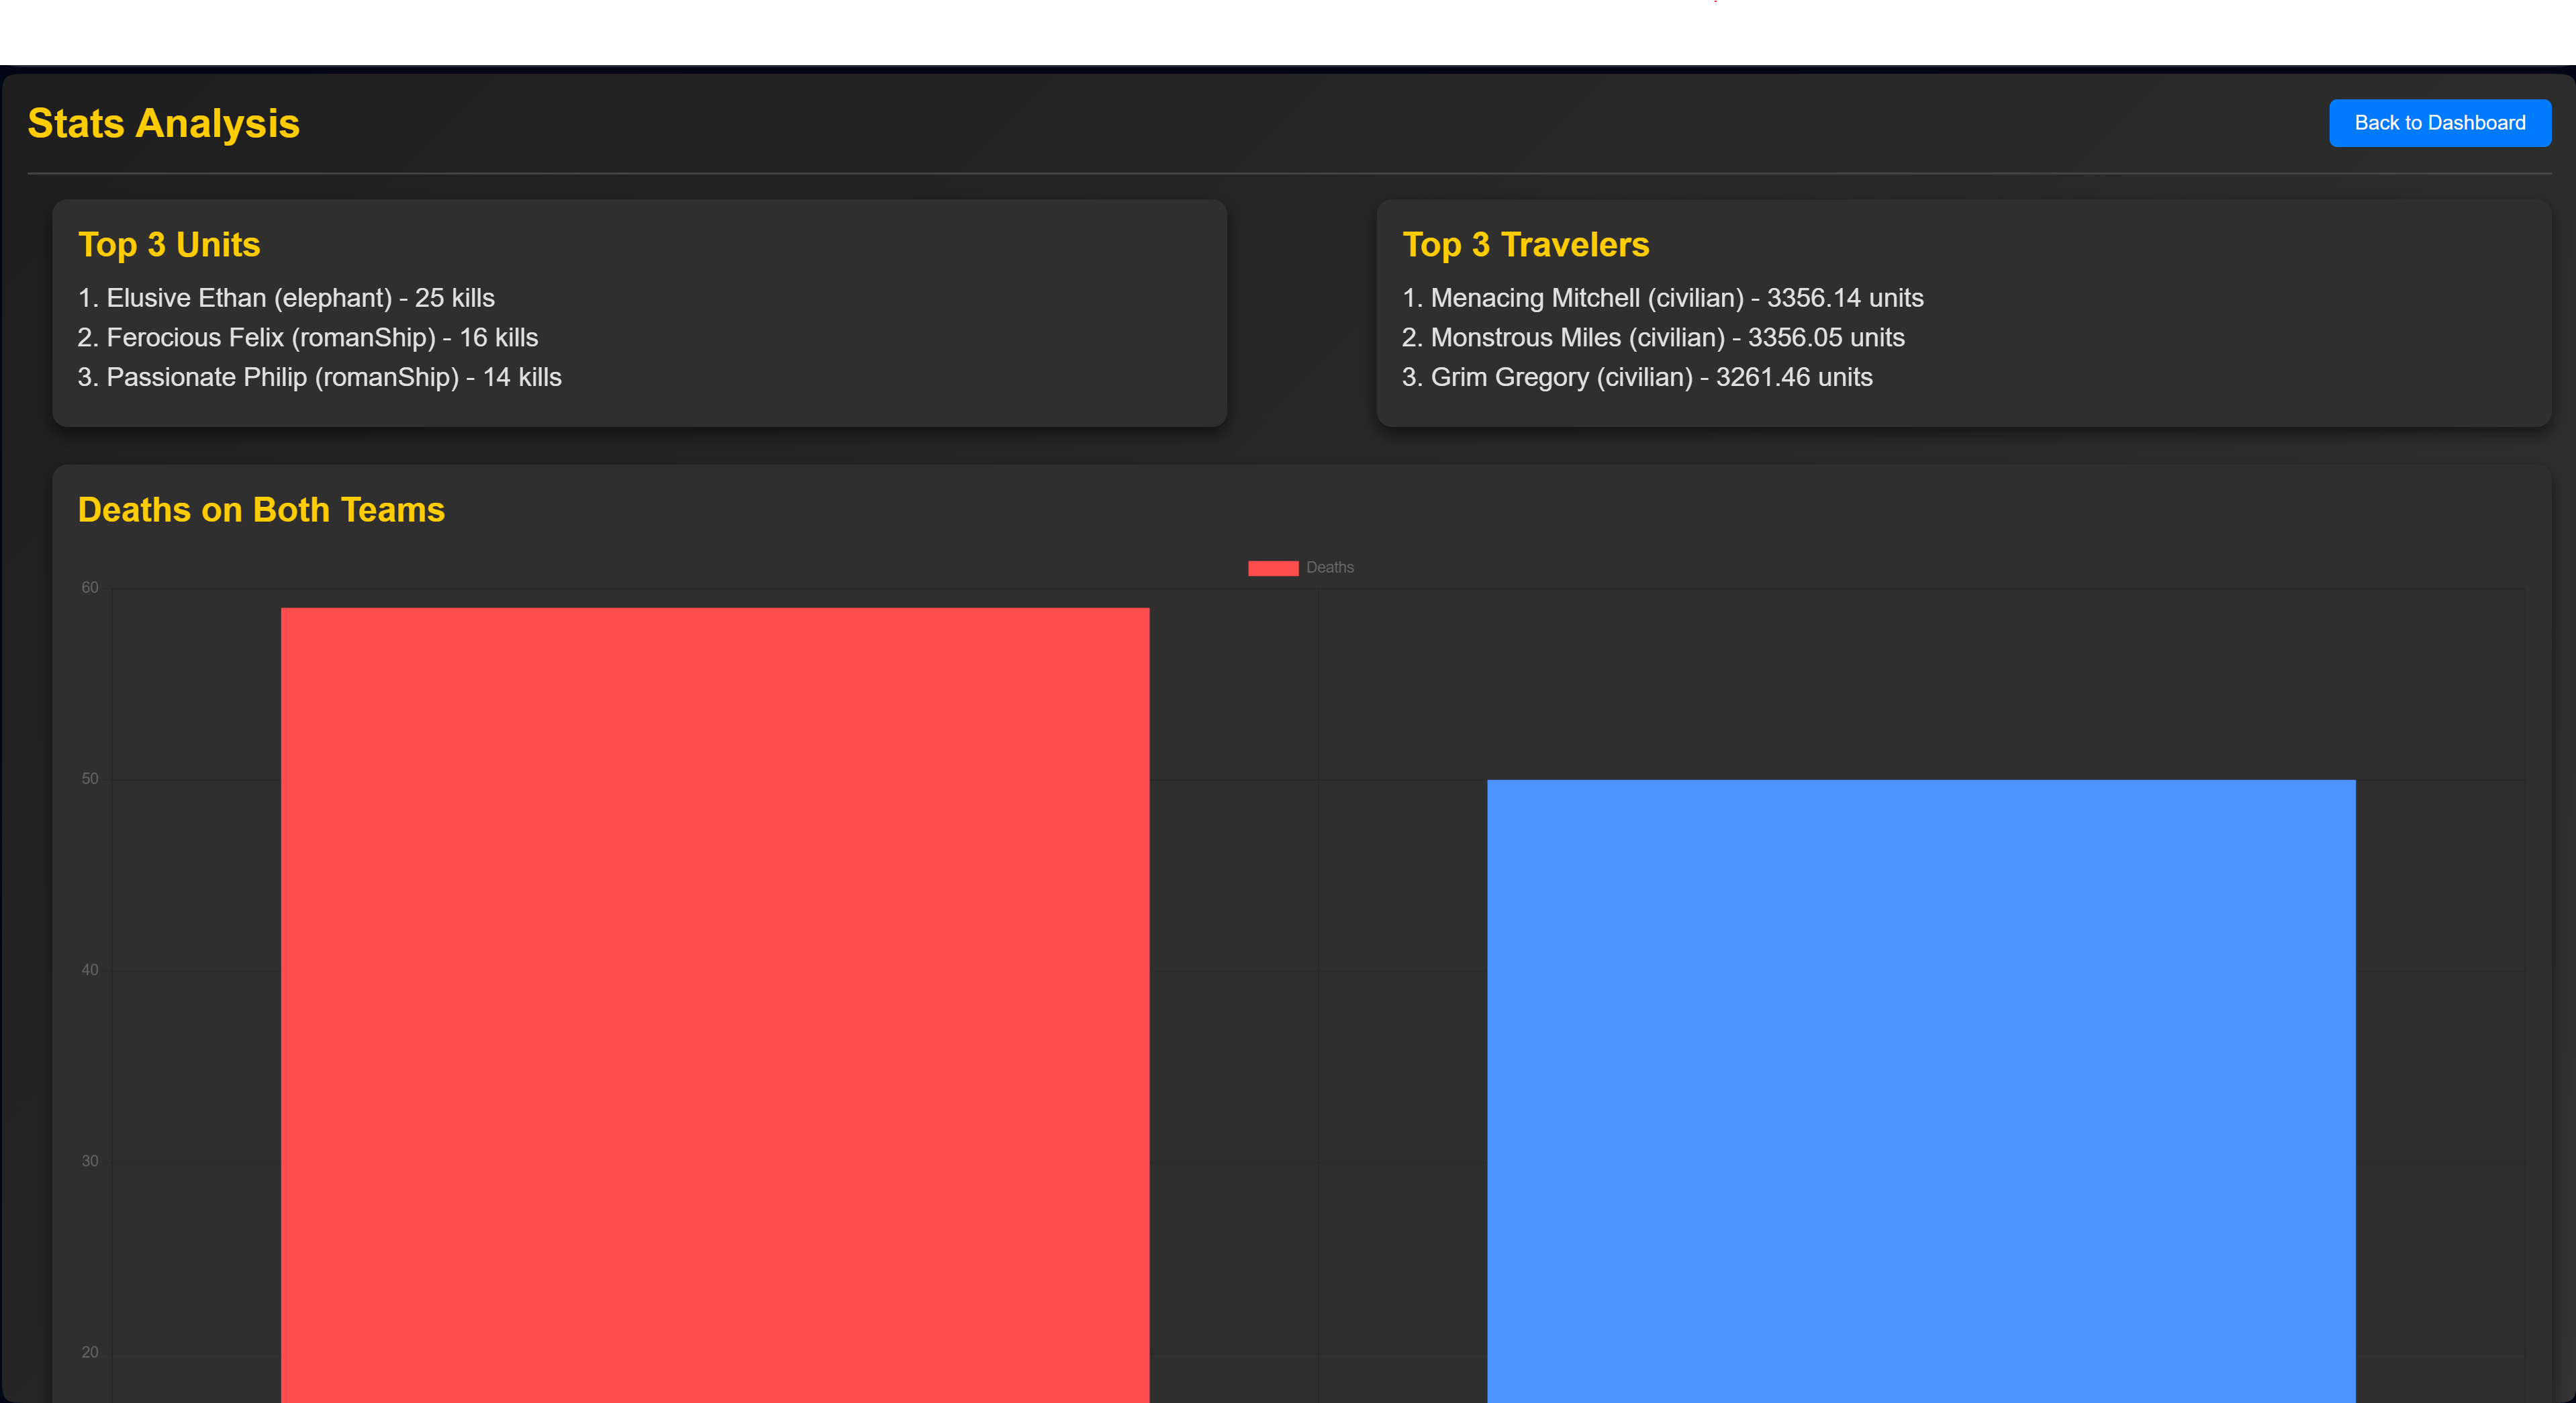 Stats Analysis
Back to Dashboard
Top 3 Units
1. Elusive Ethan (elephant) - 25 kills
2. Ferocious Felix (romanShip) - 16 kills
3. Passionate Philip (romanShip) - 14 kills
Top 3 Travelers
1. Menacing Mitchell (civilian) - 3356.14 units
2. Monstrous Miles (civilian) - 3356.05 units
3. Grim Gregory (civilian) - 3261.46 units
Deaths on Both Teams
Deaths
60
50
40
30
20